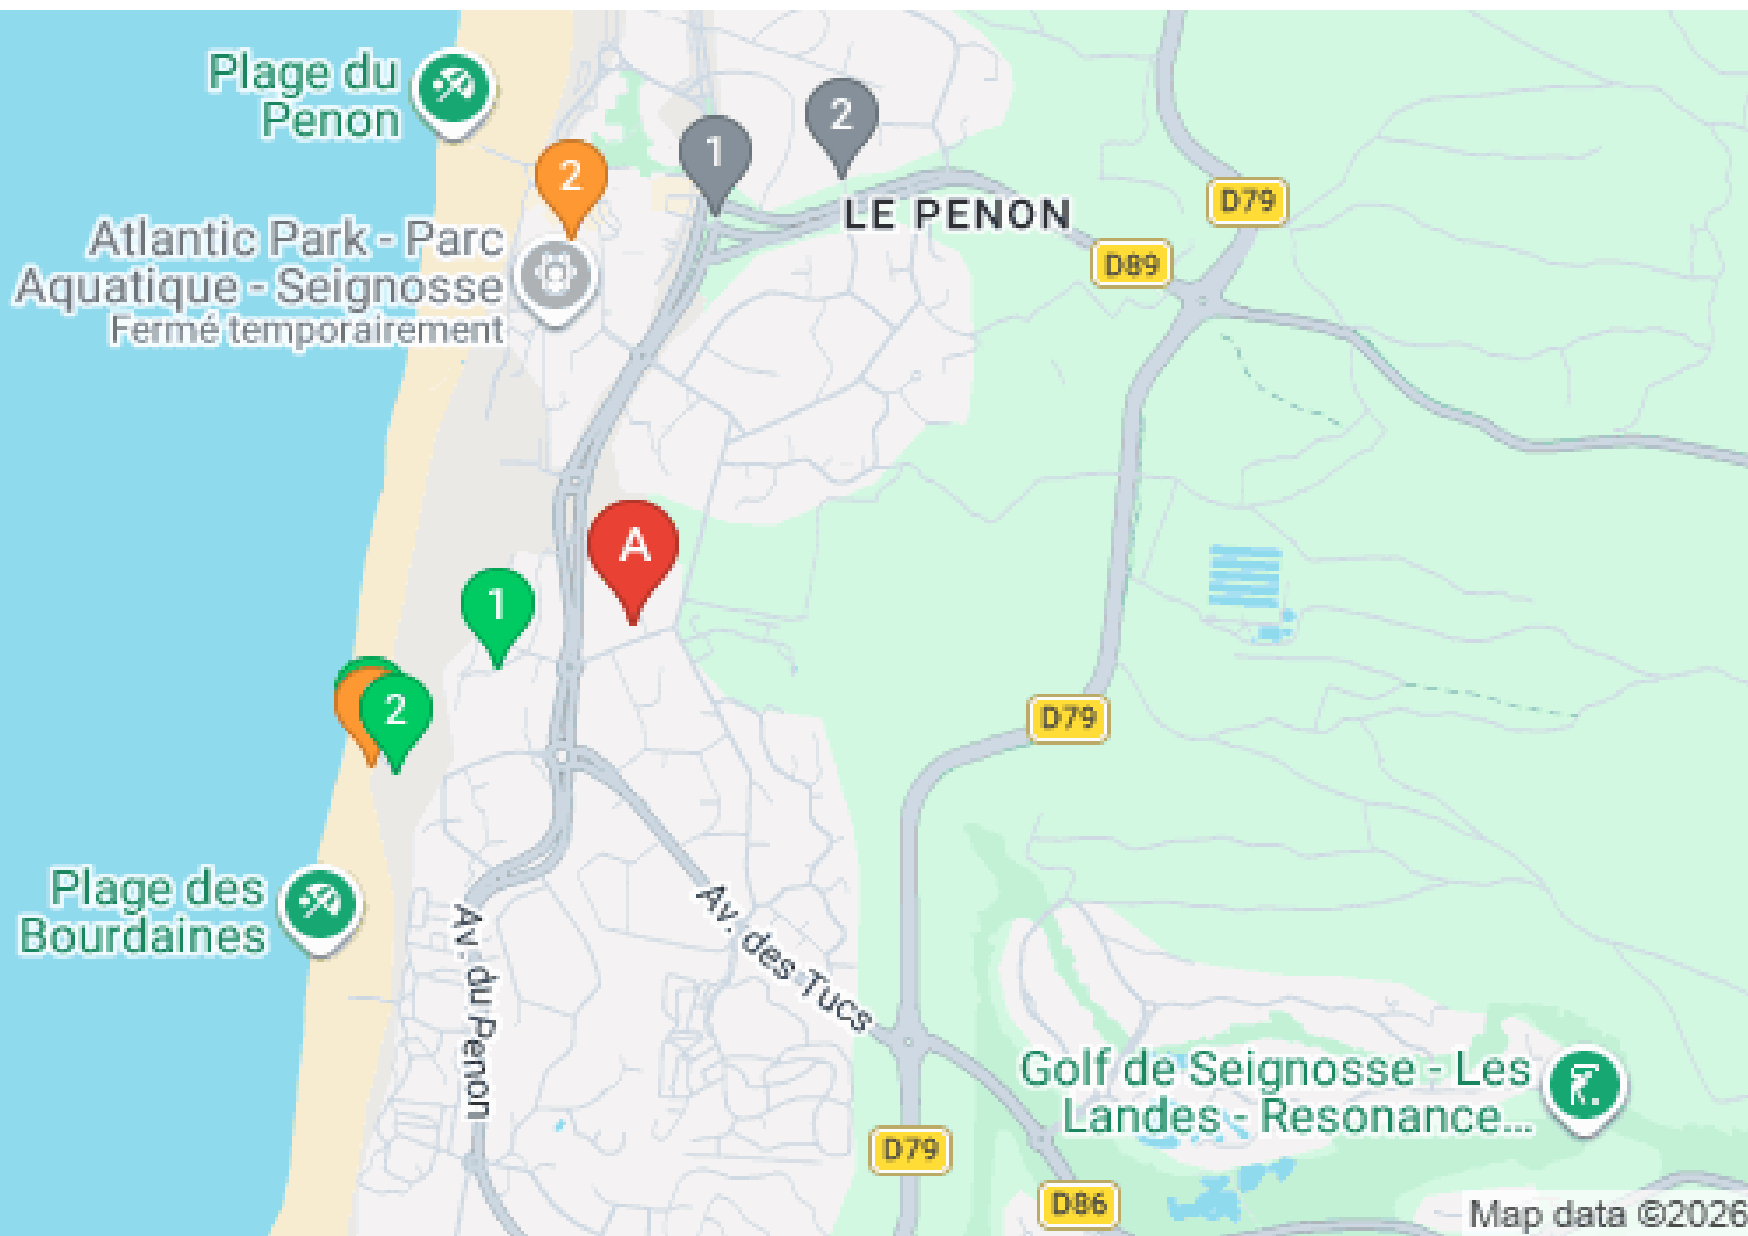 Plage du
Penon
2
1
2
Atlantic Park - Parc
Aquatique - Seignosse
Fermé temporairement
LE PENON
D79
D89
A
1
2
D79
Plage des
Bourdaines
Av. du Penon
Av. des Tucs
Golf de Seignosse - Les
Landes - Resonance...
D79
D86
Map data ©2026